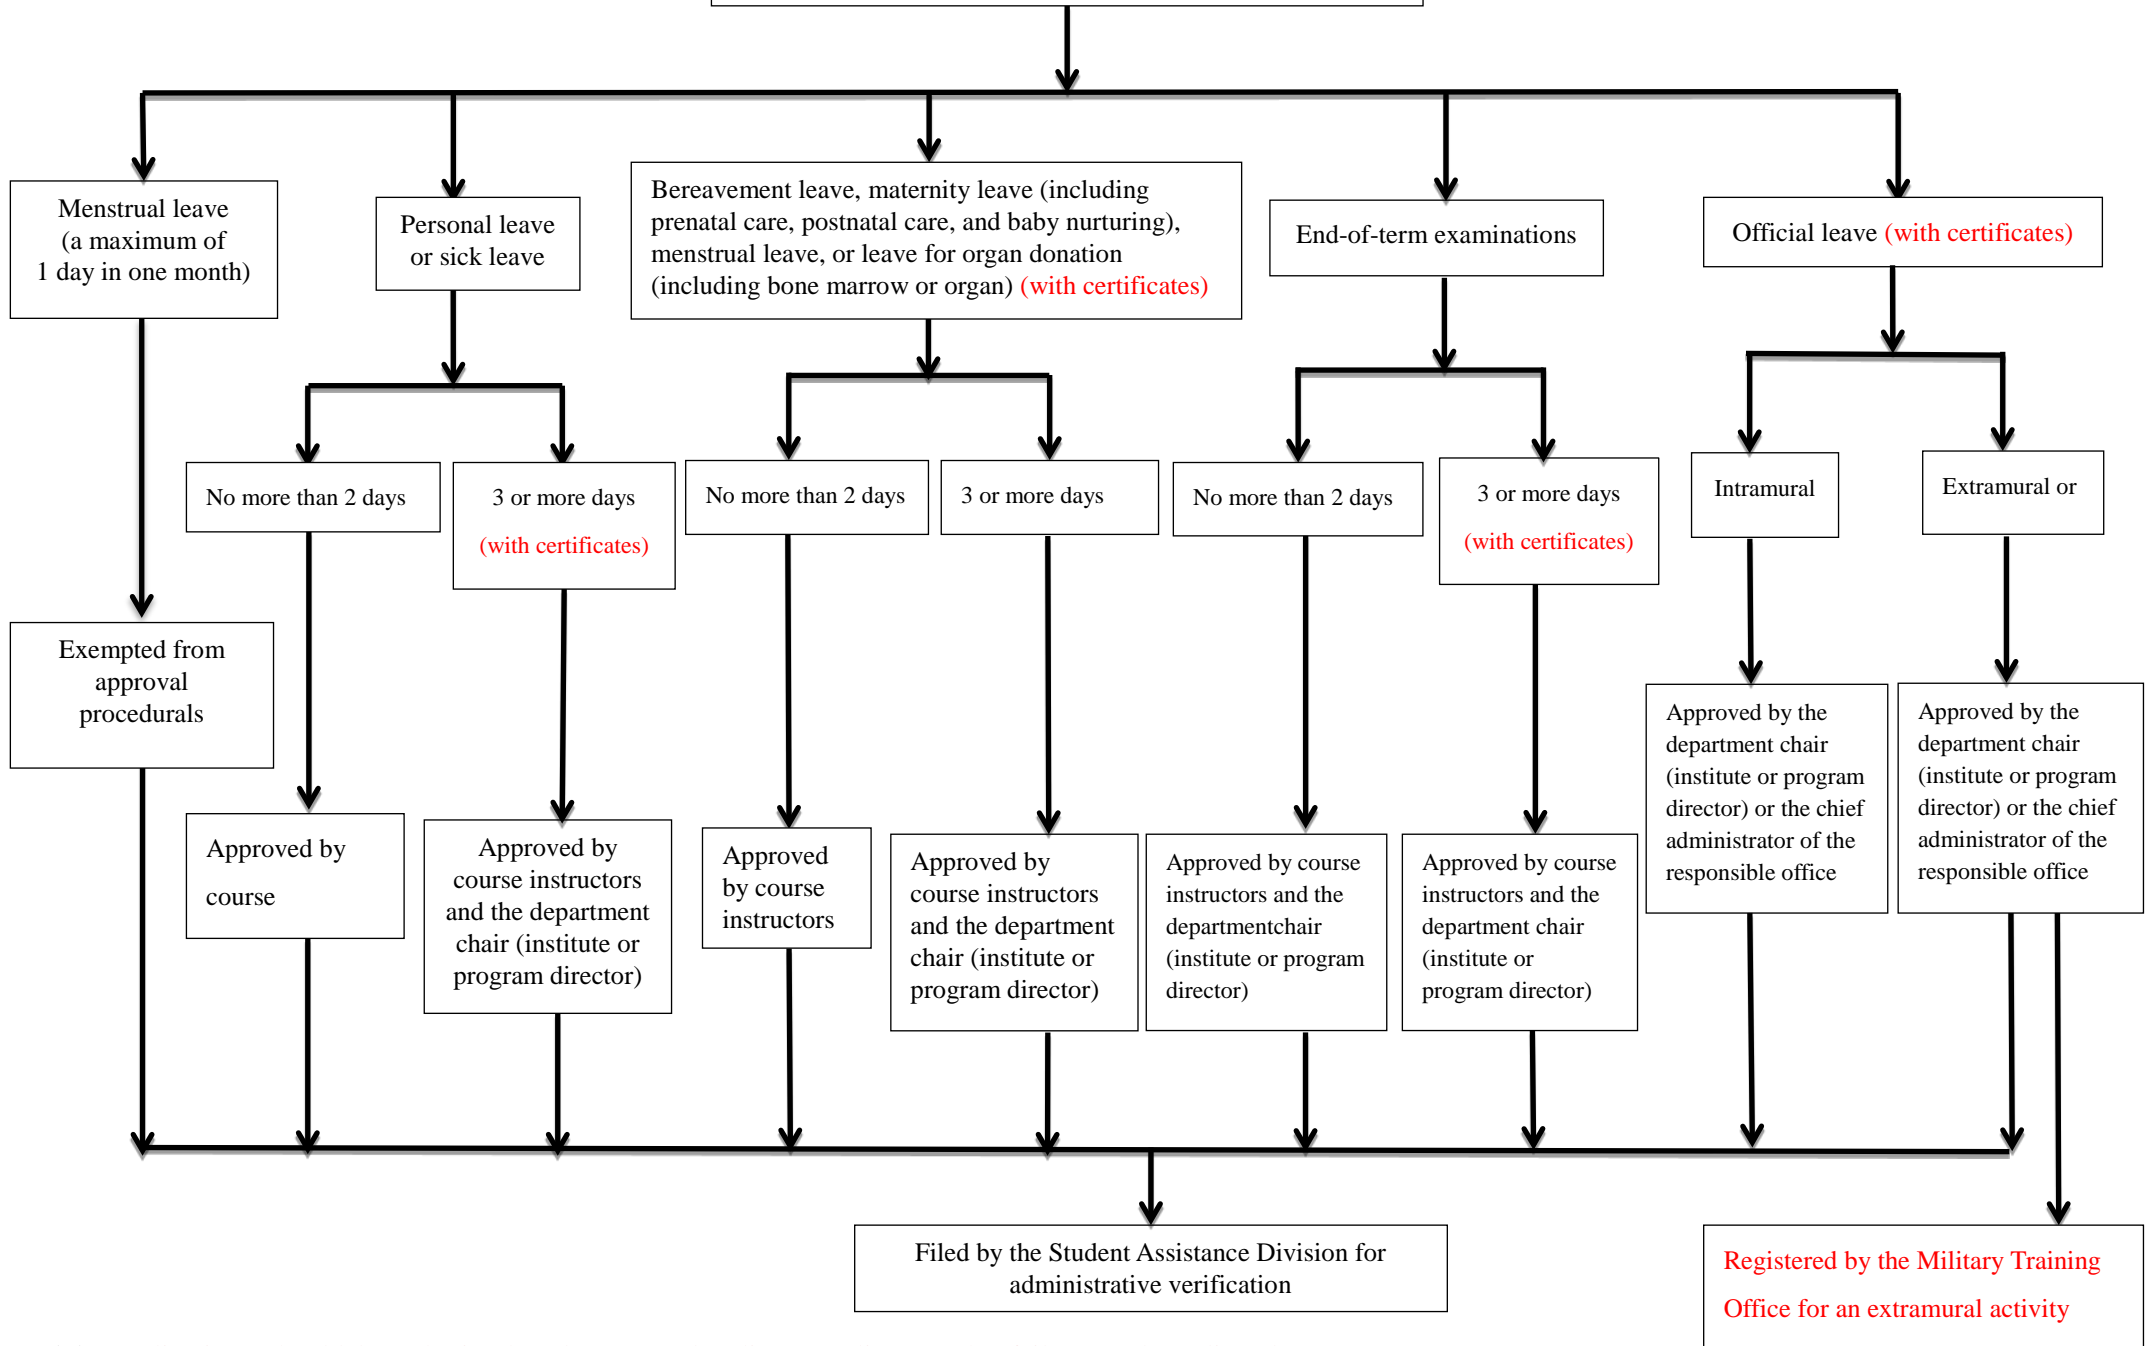 Menstrual leave
(a maximum of
1 day in one month)
Personal leave
or sick leave
Bereavement leave, maternity leave (including
prenatal care, postnatal care, and baby nurturing),
menstrual leave, or leave for organ donation
(including bone marrow or organ) (with certificates)
End-of-term examinations
Official leave (with certificates)
No more than 2 days
3 or more days
(with certificates)
No more than 2 days
3 or more days
No more than 2 days
3 or more days
(with certificates)
Intramural
Extramural or
Exempted from
approval
procedurals
Approved by
course
Approved by
course instructors
and the department
chair (institute or
program director)
Approved
by course
instructors
Approved by
course instructors
and the department
chair (institute or
program director)
Approved by course
instructors and the
departmentchair
(institute or program
director)
Approved by course
instructors and the
department chair
(institute or
program director)
Approved by the
department chair
(institute or program
director) or the chief
administrator of the
responsible office
Approved by the
department chair
(institute or program
director) or the chief
administrator of the
responsible office
Filed by the Student Assistance Division for
administrative verification
Registered by the Military Training
Office for an extramural activity